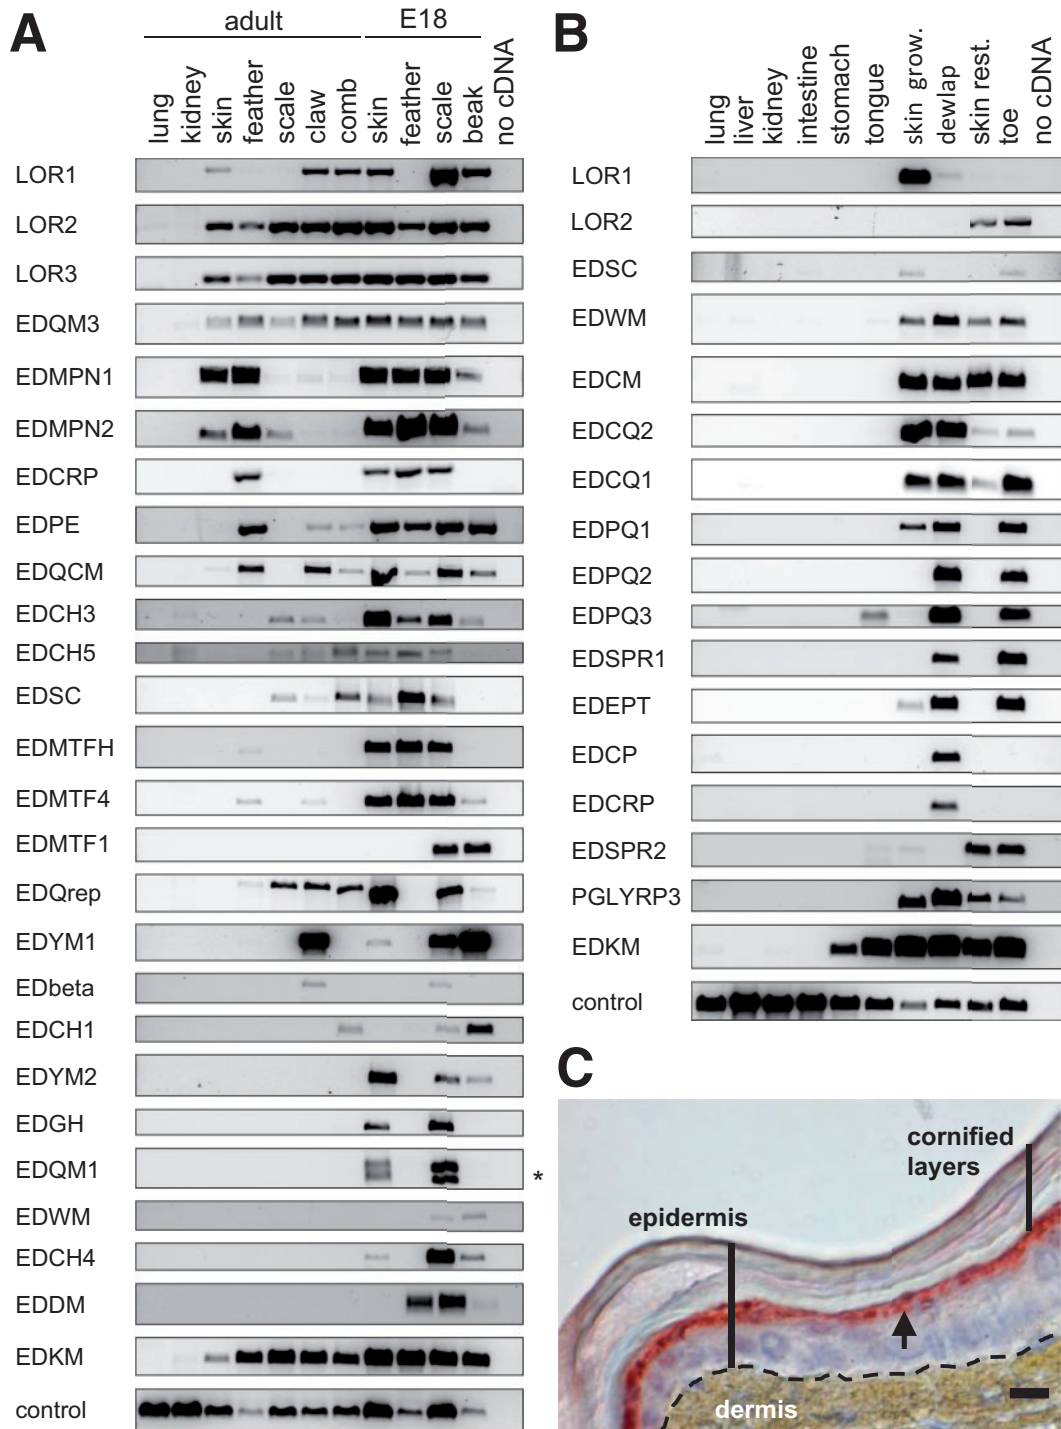 A
adult
E18
lung
kidney
skin
feather
scale
claw
comb
skin
feather
scale
beak
no cDNA
LOR1
LOR2
LOR3
EDQM3
EDMPN1
EDMPN2
EDCRP
EDPE
EDQCM
EDCH3
EDCH5
EDSC
EDMTFH
EDMTF4
EDMTF1
EDQrep
EDYM1
EDbeta
EDCH1
EDYM2
EDGH
EDQM1
*
EDWM
EDCH4
EDDM
EDKM
control
B
lung
liver
kidney
intestine
stomach
tongue
skin grow.
dewlap
skin rest.
toe
no cDNA
LOR1
LOR2
EDSC
EDWM
EDCM
EDCQ2
EDCQ1
EDPQ1
EDPQ2
EDPQ3
EDSPR1
EDEPT
EDCP
EDCRP
EDSPR2
PGLYRP3
EDKM
control
C
cornified
layers
epidermis
dermis